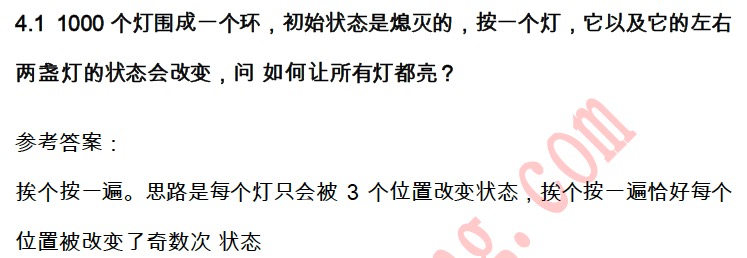 4.1 1000 个灯围成一个环，初始状态是熄灭的，按一个灯，它以及它的左右
两盏灯的状态会改变，问 如何让所有灯都亮？
参考答案：
挨个按一遍。思路是每个灯只会被 3 个位置改变状态，挨个按一遍恰好每个
位置被改变了奇数次 状态
g.com